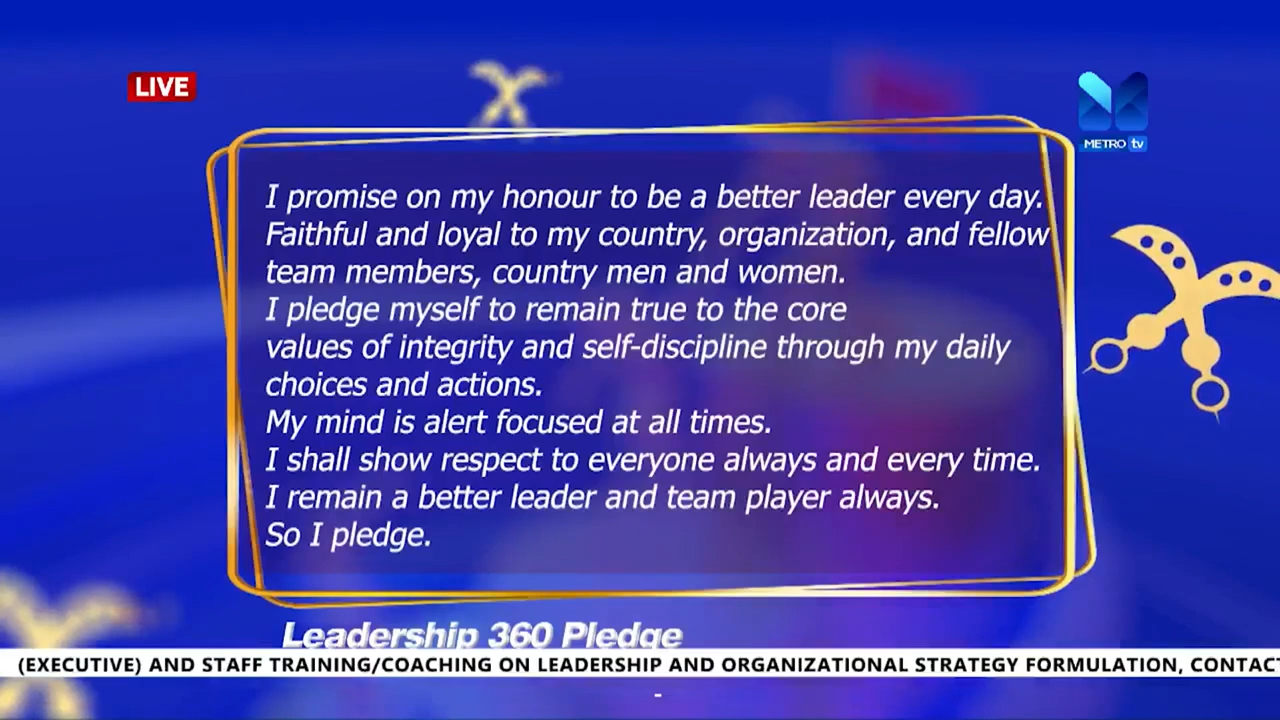 LIVE
METRO tv
I promise on my honour to be a better leader every day.
Faithful and loyal to my country, organization, and fellow
team members, country men and women.
I pledge myself to remain true to the core
values of integrity and self-discipline through my daily
choices and actions.
My mind is alert focused at all times.
I shall show respect to everyone always and every time.
I remain a better leader and team player always.
So I pledge.
Leadership 360 Pledge
(EXECUTIVE) AND STAFF TRAINING/COACHING ON LEADERSHIP AND ORGANIZATIONAL STRATEGY FORMULATION, CONTACT
-